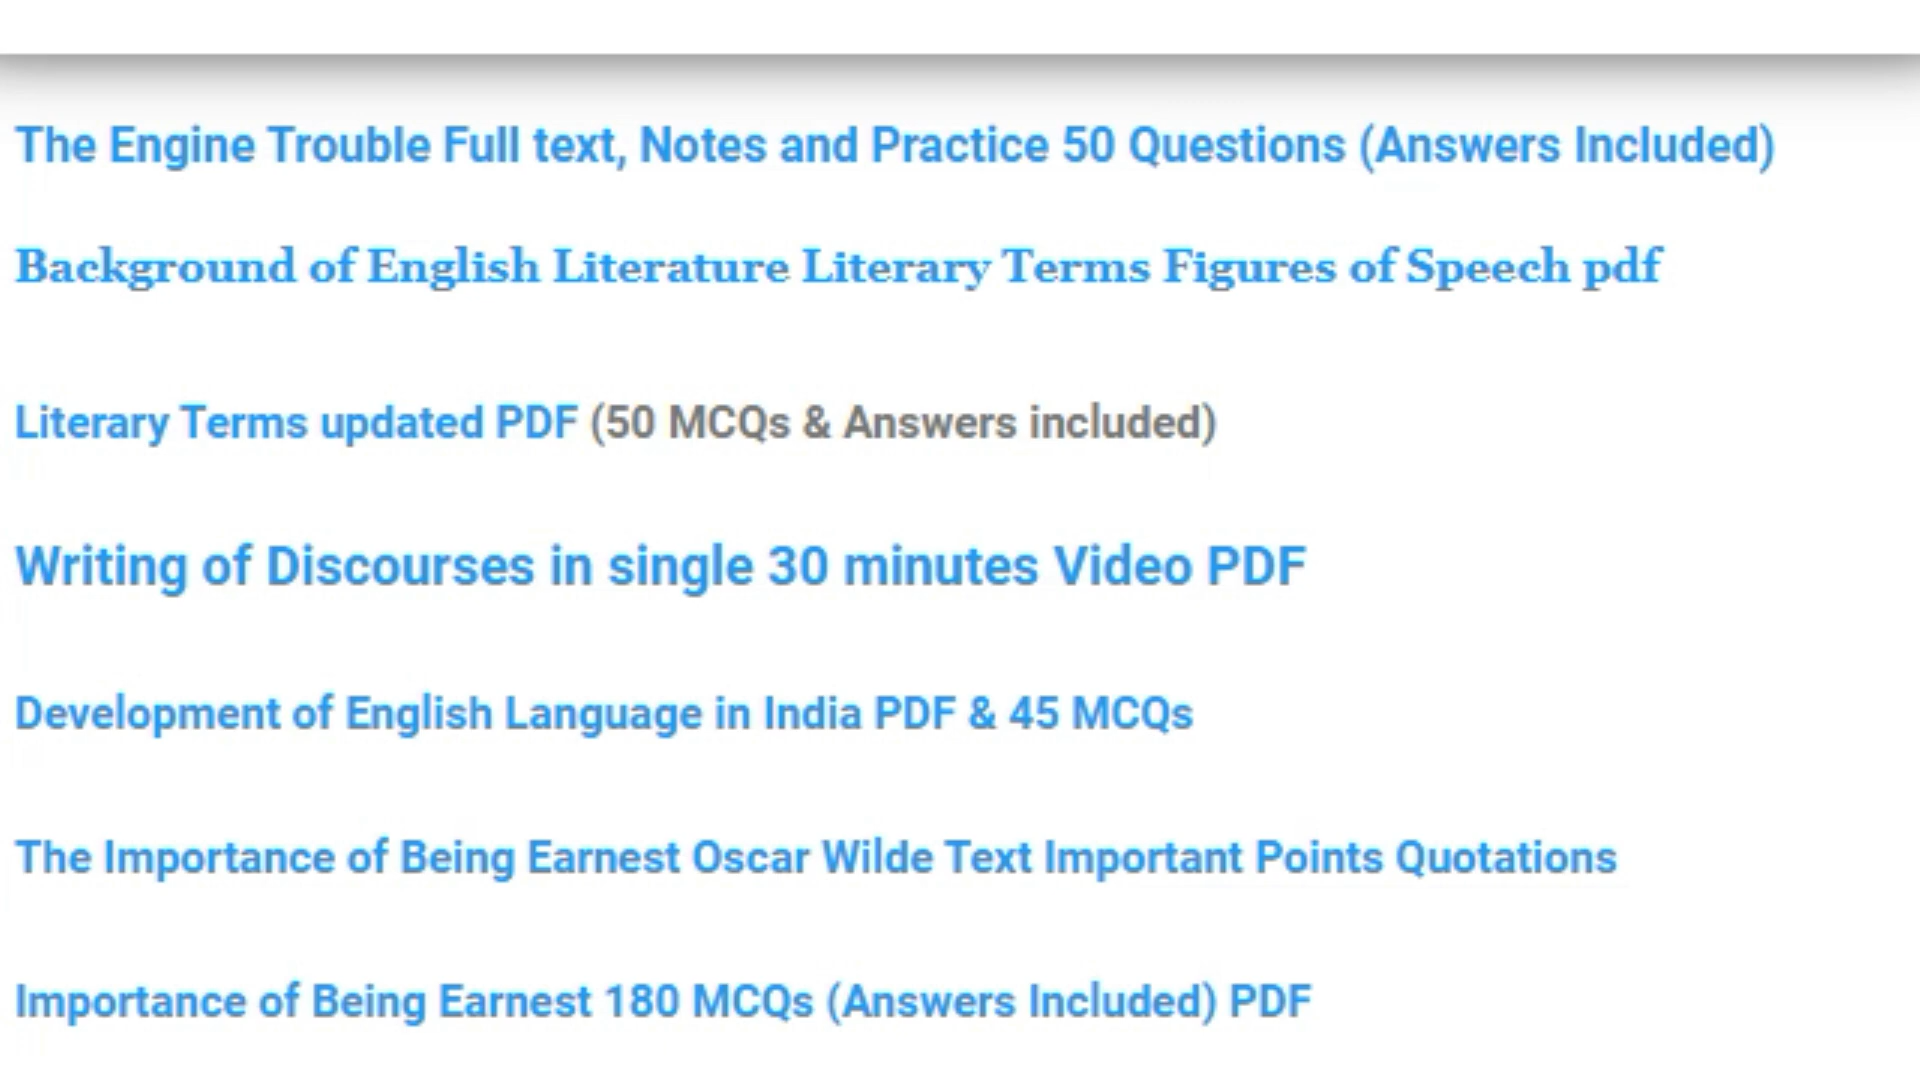 The Engine Trouble Full text, Notes and Practice 50 Questions (Answers Included)
Background of English Literature Literary Terms Figures of Speech pdf
Literary Terms updated PDF (50 MCQs & Answers included)
Writing of Discourses in single 30 minutes Video PDF
Development of English Language in India PDF & 45 MCQs
The Importance of Being Earnest Oscar Wilde Text Important Points Quotations
Importance of Being Earnest 180 MCQs (Answers Included) PDF